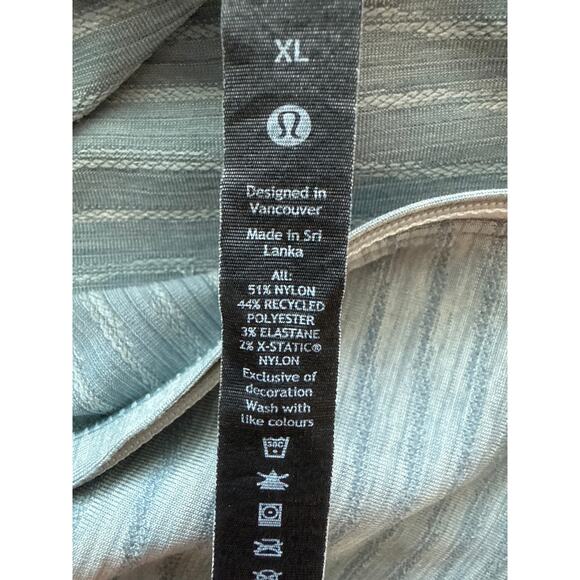 XL
Designed in
Vancouver
Made in Sri
Lanka
All:
51% NYLON
44% RECYCLED
POLYESTER
3% ELASTANE
2% X-STATIC®
NYLON
Exclusive of
decoration
Wash with
like colours
30C